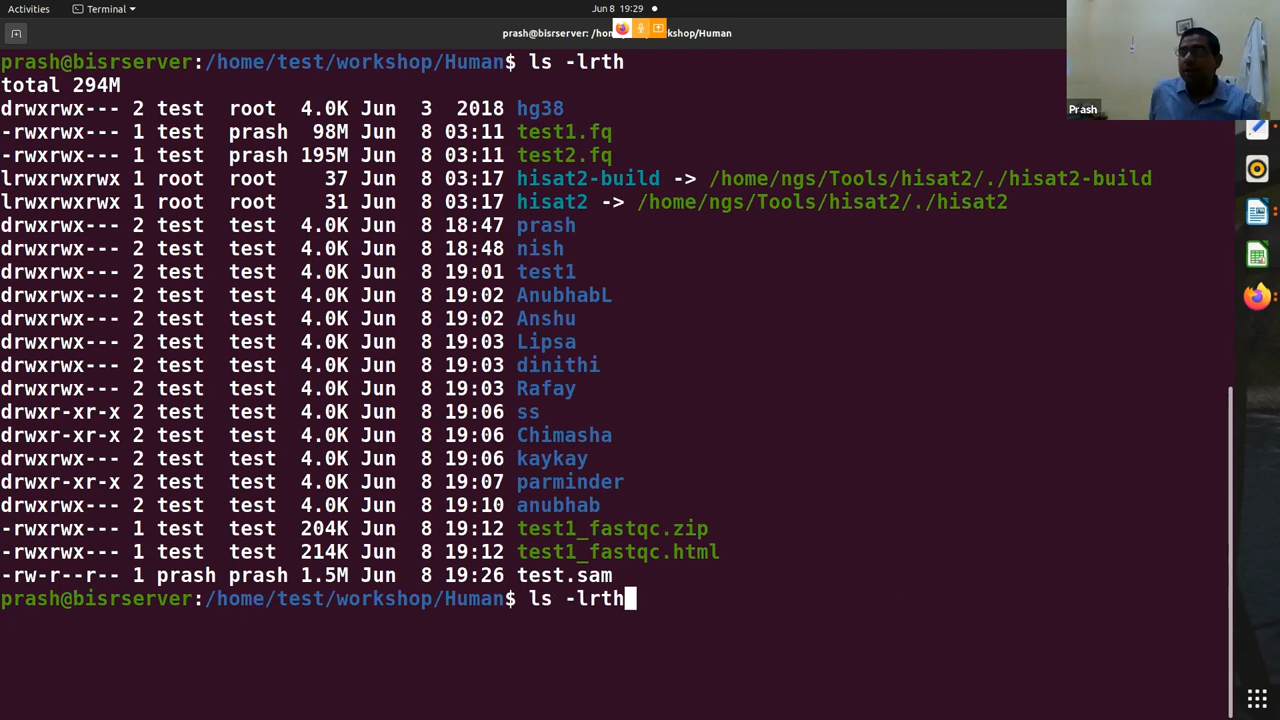 Activities
Terminal
Jun 8 19:29
prash@bisrserver: /hom
kshop/Human
prash@bisrserver:/home/test/workshop/Human$ ls -lrth
total 294M
drwxrwx--- 2 test root 4.0K Jun 3 2018 hg38
-rwxrwx--- 1 test prash 98M Jun 8 03:11 test1.fq
-rwxrwx--- 1 test prash 195M Jun 8 03:11 test2.fq
lrwxrwxrwx 1 root root 37 Jun 8 03:17 hisat2-build -> /home/ngs/Tools/hisat2/./hisat2-build
lrwxrwxrwx 1 root root 31 Jun 8 03:17 hisat2 -> /home/ngs/Tools/hisat2/./hisat2
drwxrwx--- 2 test test 4.0K Jun 8 18:47 prash
drwxrwx--- 2 test test 4.0K Jun 8 18:48 nish
drwxrwx--- 2 test test 4.0K Jun 8 19:01 test1
drwxrwx--- 2 test test 4.0K Jun 8 19:02 AnubhabL
drwxrwx--- 2 test test 4.0K Jun 8 19:02 Anshu
drwxrwx--- 2 test test 4.0K Jun 8 19:03 Lipsa
drwxrwx--- 2 test test 4.0K Jun 8 19:03 dinithi
drwxrwx--- 2 test test 4.0K Jun 8 19:03 Rafay
drwxr-xr-x 2 test test 4.0K Jun 8 19:06 ss
drwxr-xr-x 2 test test 4.0K Jun 8 19:06 Chimasha
drwxrwx--- 2 test test 4.0K Jun 8 19:06 kaykay
drwxr-xr-x 2 test test 4.0K Jun 8 19:07 parminder
drwxrwx--- 2 test test 4.0K Jun 8 19:10 anubhab
-rwxrwx--- 1 test test 204K Jun 8 19:12 test1_fastqc.zip
-rwxrwx--- 1 test test 214K Jun 8 19:12 test1_fastqc.html
-rw-r--r-- 1 prash prash 1.5M Jun 8 19:26 test.sam
prash@bisrserver:/home/test/workshop/Human$ ls -lrth
Prash